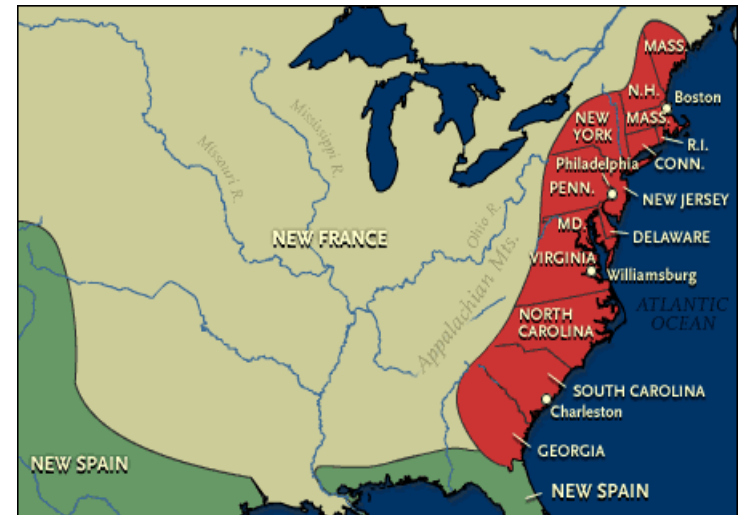 MASS.
N.H.
Boston
MASS.
NEW
YORK
R.I.
CONN.
Philadelphia
PENN.
NEW JERSEY
MD.
DELAWARE
VIRGINIA
Williamsburg
ATLANTIC
OCEAN
NORTH
CAROLINA
SOUTH CAROLINA
Charleston
GEORGIA
NEW SPAIN
Mississippi R.
Missouri R.
Ohio R.
NEW FRANCE
Appalachian Mts.
NEW SPAIN